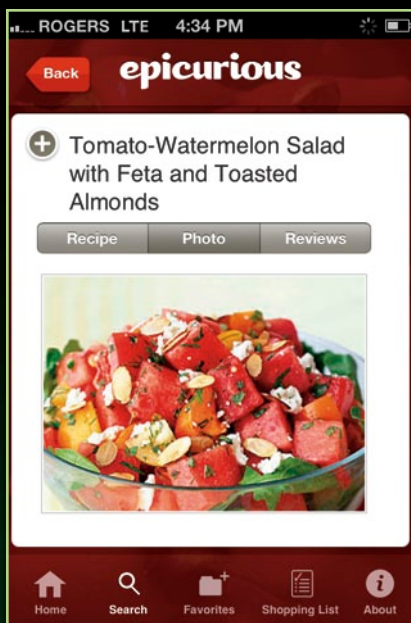 ROGERS LTE 4:34 PM
Back epicurious
Tomato-Watermelon Salad
with Feta and Toasted
Almonds
Recipe Photo Reviews
Home Search Favorites Shopping List About